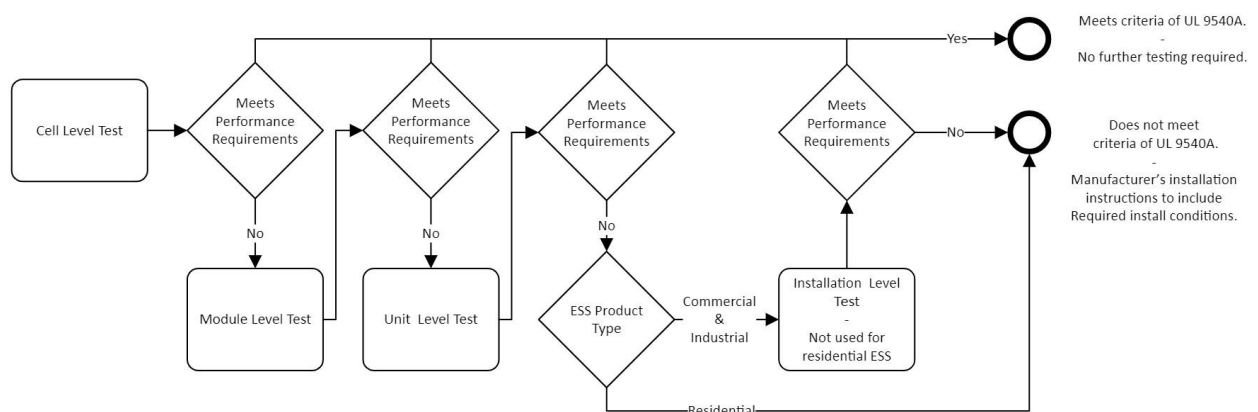 Cell Level Test
Meets
Performance
Requirements
No
Module Level Test
Meets
Performance
Requirements
No
Unit Level Test
Meets
Performance
Requirements
No
ESS Product
Type
Commercial
&
Industrial
Residential
Installation Level
Test
-
Not used for
residential ESS
Meets
Performance
Requirements
Yes
No
Meets criteria of UL 9540A.
-
No further testing required.
Does not meet
criteria of UL 9540A.
-
Manufacturer’s installation
instructions to include
Required install conditions.